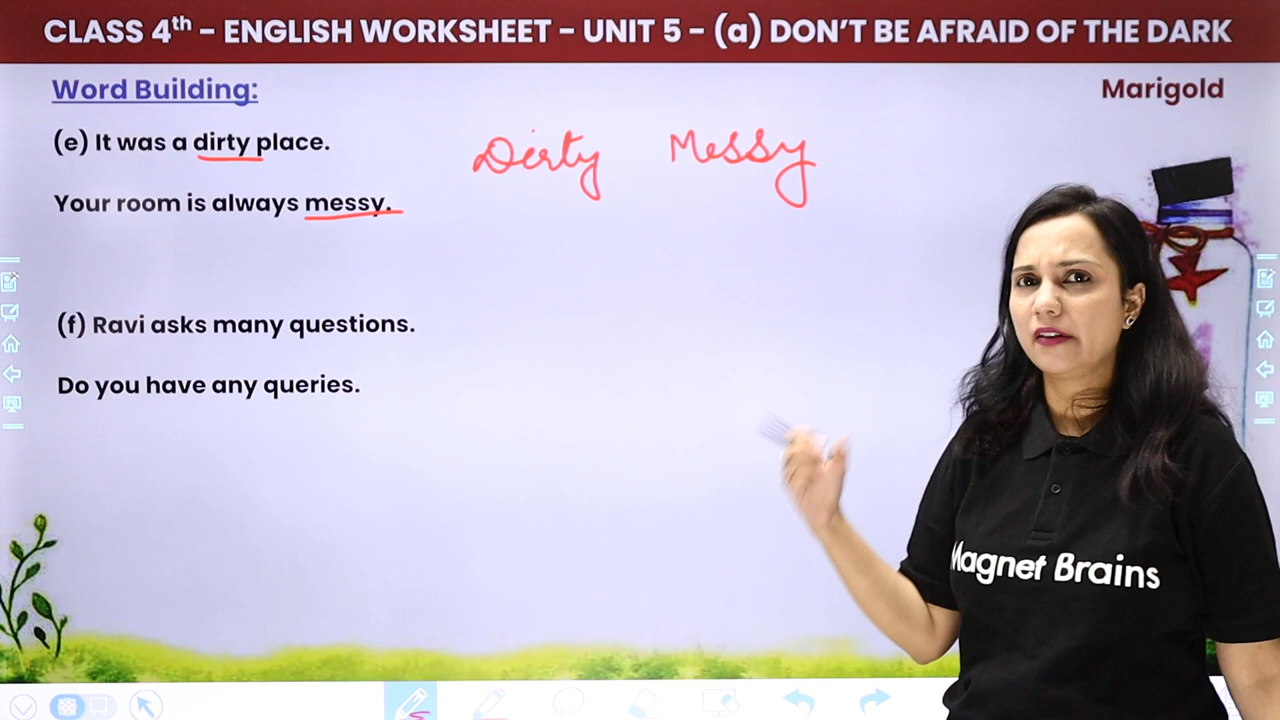 CLASS 4th – ENGLISH WORKSHEET – UNIT 5 – (a) DON'T BE AFRAID OF THE DARK
Word Building:
Marigold
(e) It was a dirty place.
Dirty Messy
Your room is always messy.
(f) Ravi asks many questions.
Do you have any queries.
Magnet Brains